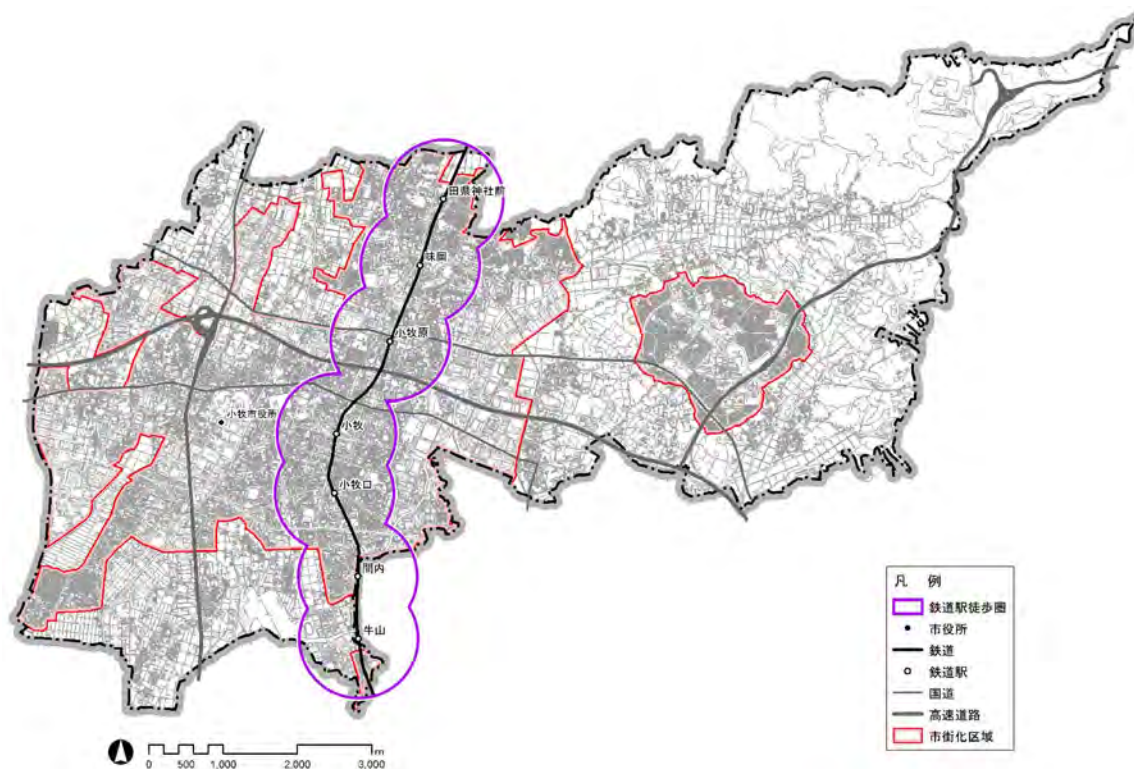 田県神社前
味岡
小牧原
小牧市役所
小牧
小牧口
間内
牛山
凡 例
鉄道駅徒歩圏
市役所
鉄道
鉄道駅
国道
高速道路
市街化区域
0 500 1,000 2,000 3,000 m